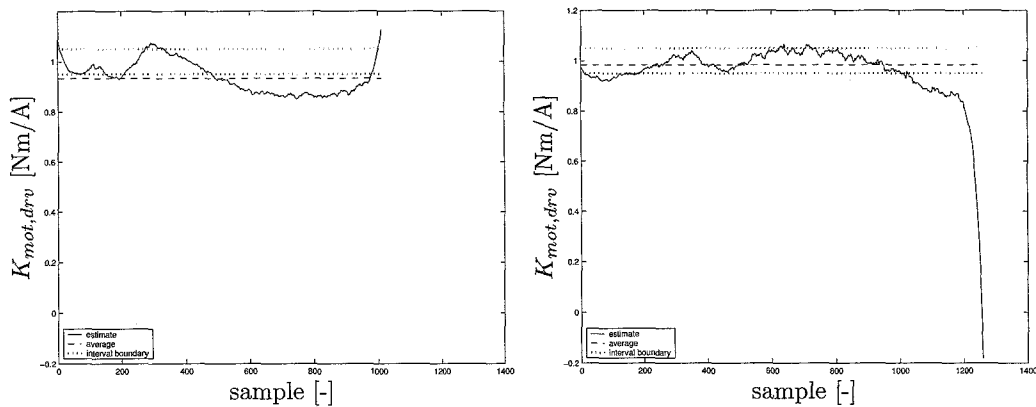 K_{mot,drv} [Nm/A]
1
0.8
0.6
0.4
0.2
0
-0.2
estimate
average
interval boundary
0 200 400 600 800 1000 1200 1400
sample [-]
K_{mot,drv} [Nm/A]
1.2
1
0.8
0.6
0.4
0.2
0
-0.2
estimate
average
interval boundary
0 200 400 600 800 1000 1200 1400
sample [-]